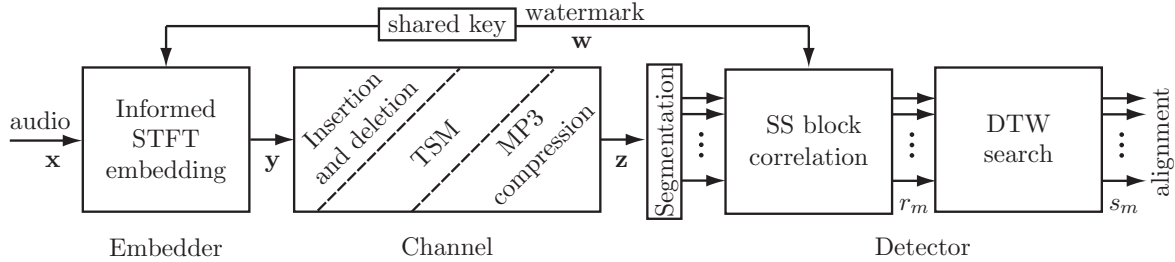 shared key
watermark
w
audio
x
Informed
STFT
embedding
y
Insertion
and deletion
TSM
MP3
compression
z
Segmentation
SS block
correlation
r_m
DTW
search
s_m
alignment
Embedder
Channel
Detector